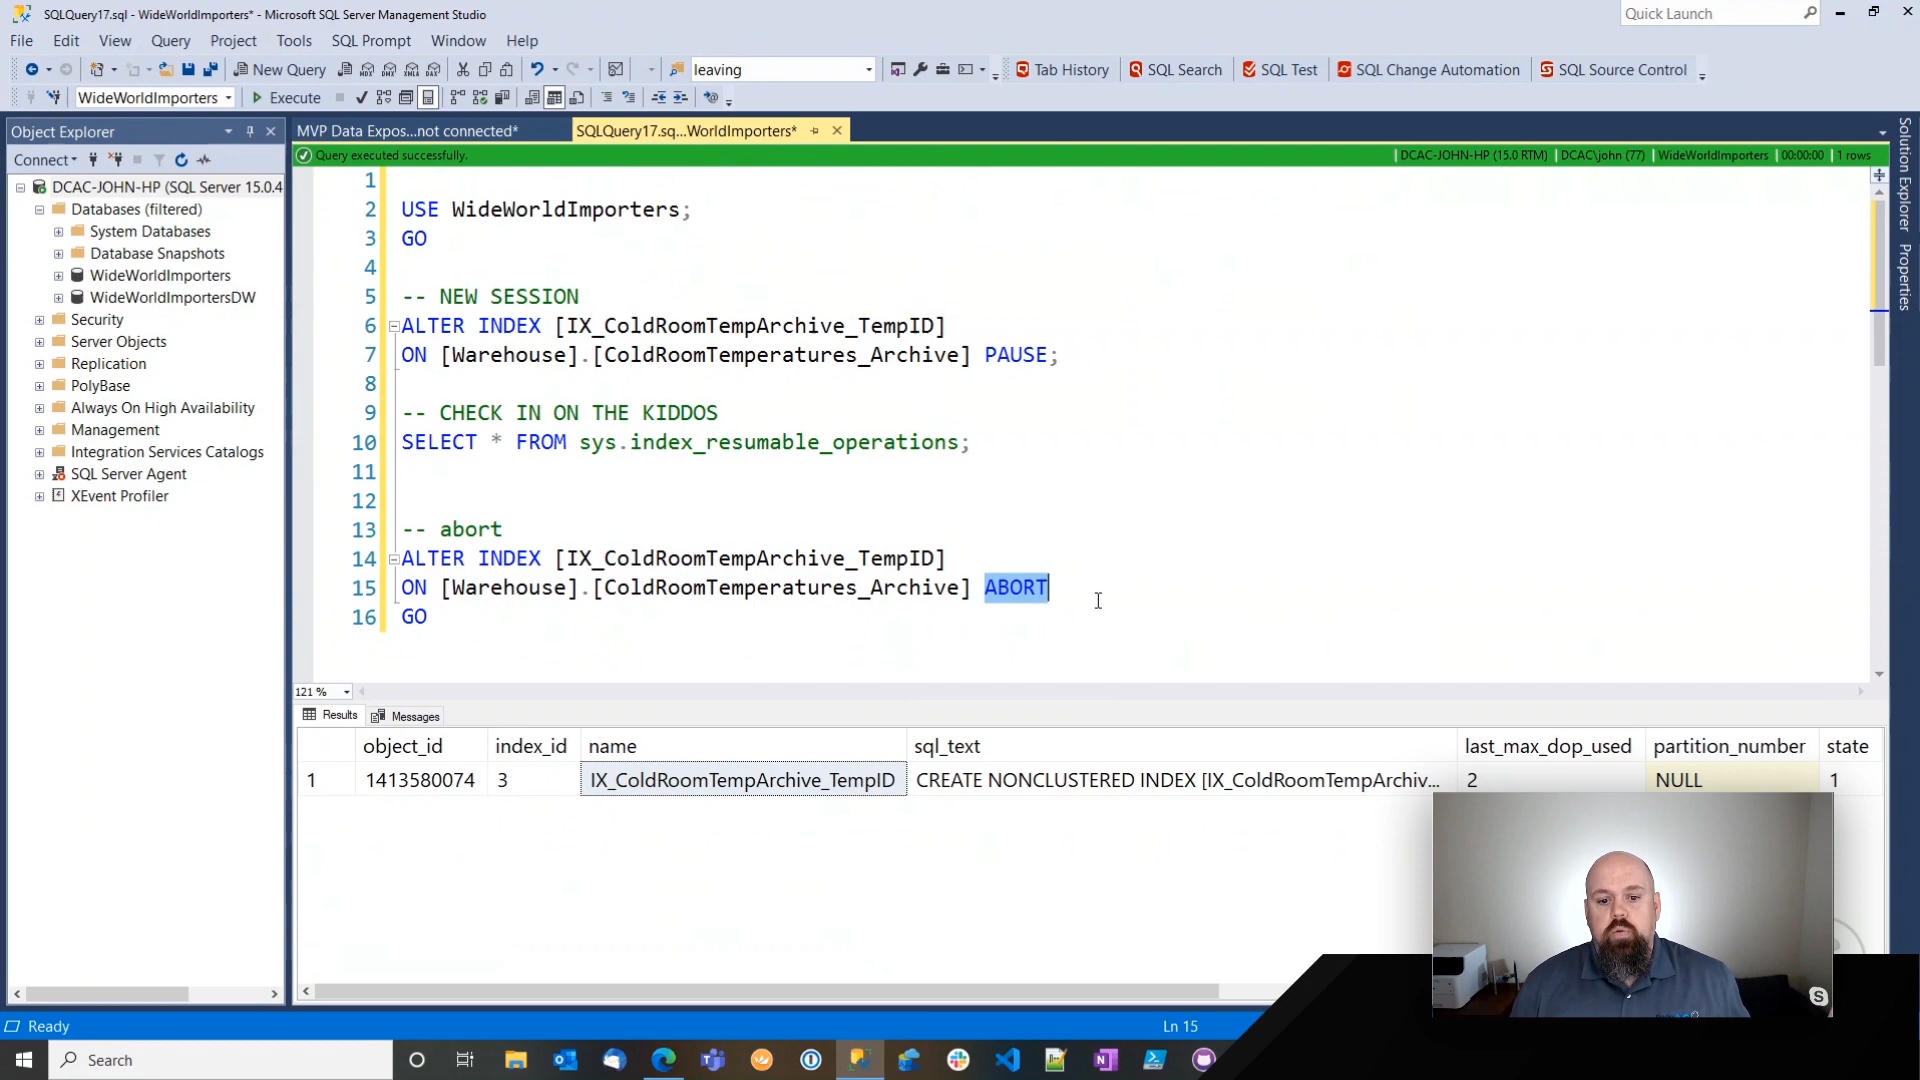 SQLQuery17.sql - WideWorldImporters* - Microsoft SQL Server Management Studio
Quick Launch
File Edit View Query Project Tools SQL Prompt Window Help
New Query
leaving
Tab History
SQL Search
SQL Test
SQL Change Automation
SQL Source Control
WideWorldImporters
Execute
Object Explorer
MVP Data Expos...not connected*
SQLQuery17.sq...WorldImporters*
Connect
Query executed successfully.
DCAC-JOHN-HP (15.0 RTM) DCAC\john (77) WideWorldImporters 00:00:00 1 rows
Solution Explorer
Properties
DCAC-JOHN-HP (SQL Server 15.0.4
Databases (filtered)
System Databases
Database Snapshots
WideWorldImporters
WideWorldImportersDW
Security
Server Objects
Replication
PolyBase
Always On High Availability
Management
Integration Services Catalogs
SQL Server Agent
XEvent Profiler
1
2 USE WideWorldImporters;
3 GO
4
5 -- NEW SESSION
6 ALTER INDEX [IX_ColdRoomTempArchive_TempID]
7 ON [Warehouse].[ColdRoomTemperatures_Archive] PAUSE;
8
9 -- CHECK IN ON THE KIDDOS
10 SELECT * FROM sys.index_resumable_operations;
11
12
13 -- abort
14 ALTER INDEX [IX_ColdRoomTempArchive_TempID]
15 ON [Warehouse].[ColdRoomTemperatures_Archive] ABORT
16 GO
121 %
Results Messages
object_id index_id name sql_text last_max_dop_used partition_number state
1 1413580074 3 IX_ColdRoomTempArchive_TempID CREATE NONCLUSTERED INDEX [IX_ColdRoomTempArchiv... 2 NULL 1
Ready
Ln 15
Search